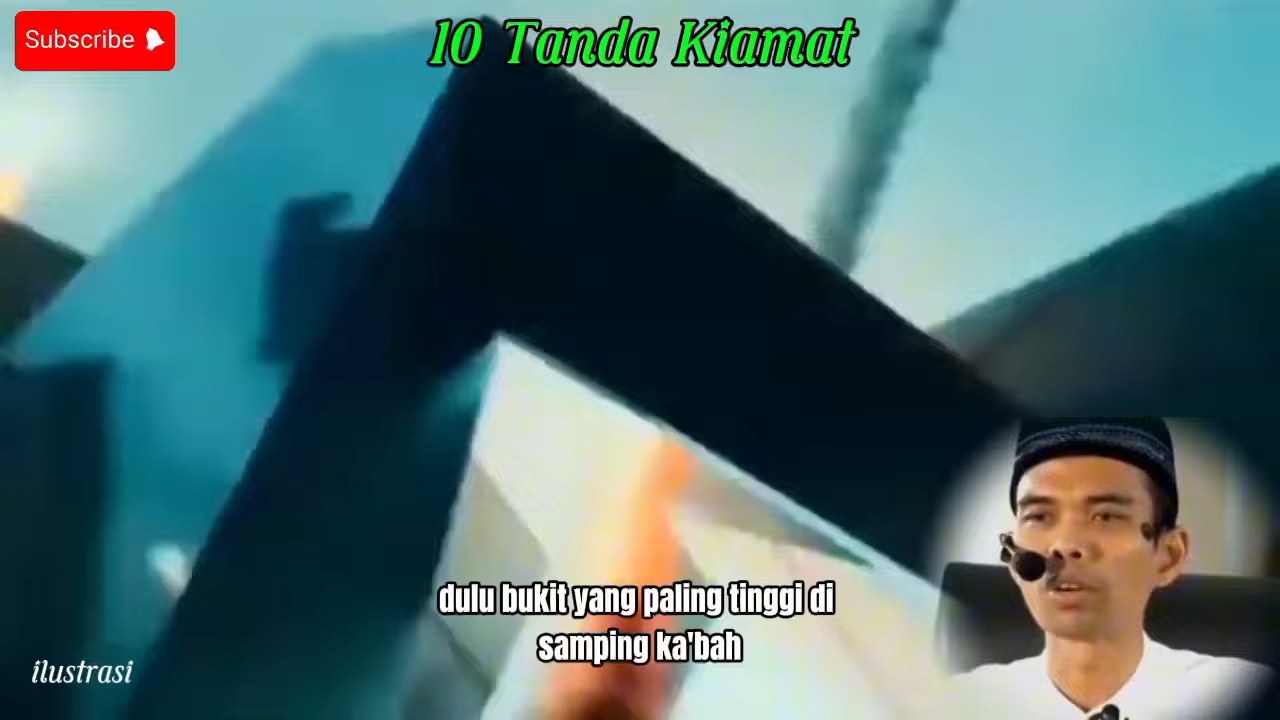 Subscribe
10 Tanda Kiamat
dulu bukit yang paling tinggi di
samping ka'bah
ilustrasi